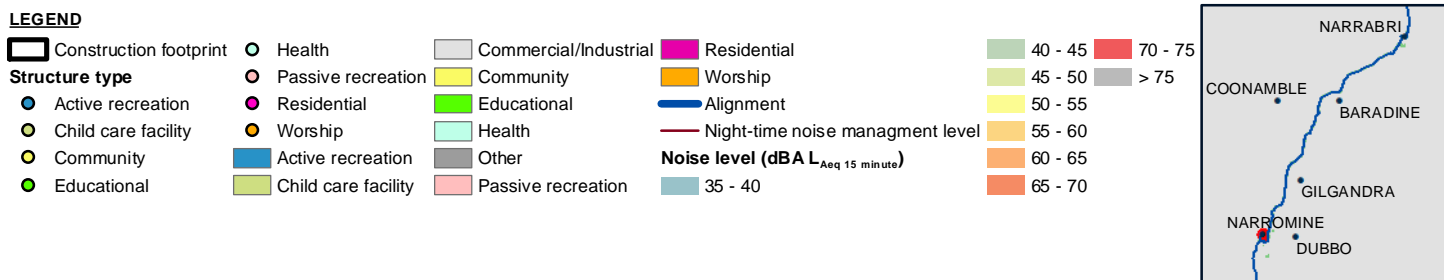 LEGEND
Construction footprint
Structure type
Active recreation
Child care facility
Community
Educational
Health
Passive recreation
Residential
Worship
Active recreation
Child care facility
Commercial/Industrial
Community
Educational
Health
Other
Passive recreation
Residential
Worship
Alignment
Night-time noise managment level
Noise level (dBA LAeq 15 minute)
35 - 40
40 - 45
45 - 50
50 - 55
55 - 60
60 - 65
65 - 70
70 - 75
> 75
NARRABRI
COONAMBLE
BARADINE
GILGANDRA
NARROMINE
DUBBO